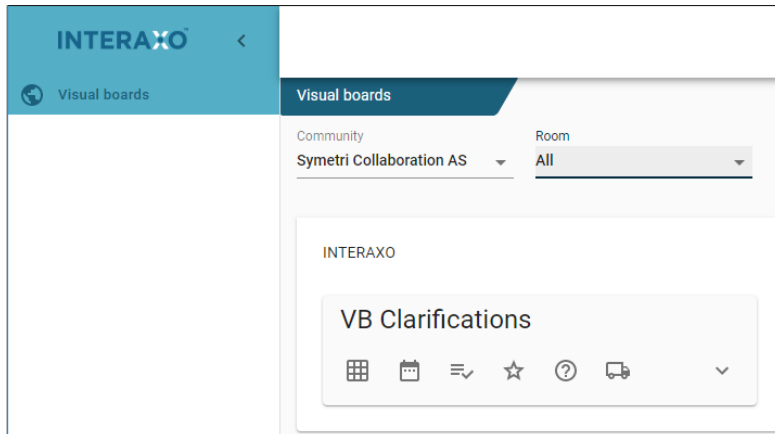 INTERAXO
Visual boards
Visual boards
Community
Room
Symetri Collaboration AS
All
INTERAXO
VB Clarifications